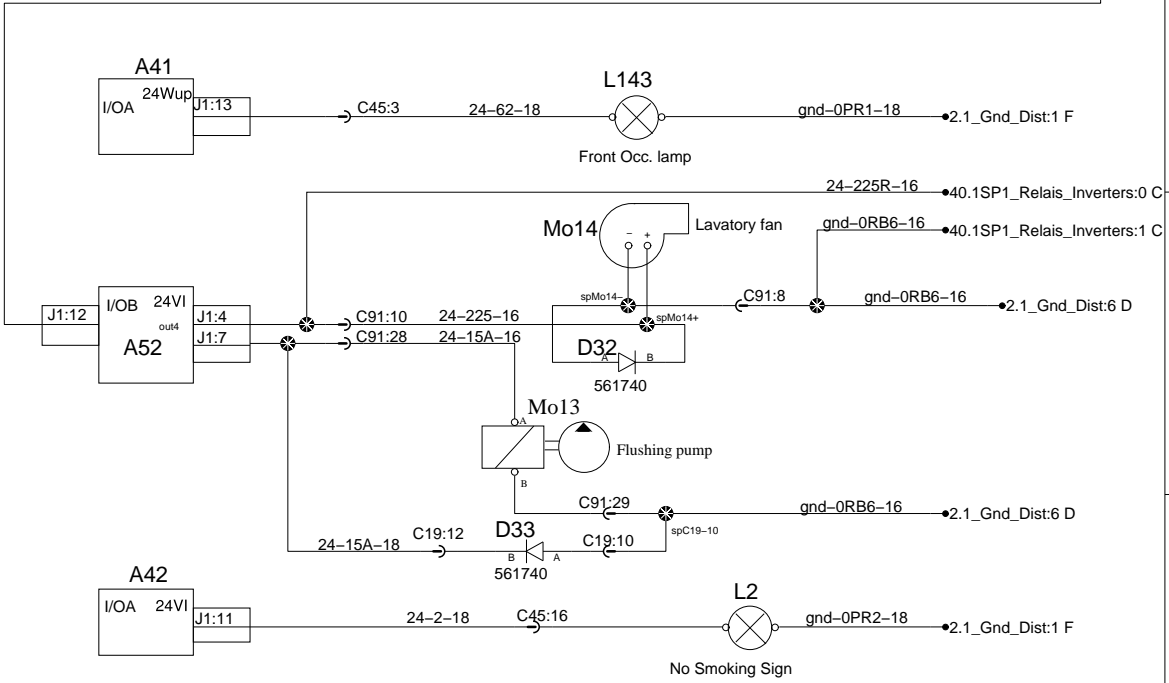 A41
24Wup
I/OA
J1:13
C45:3
24-62-18
L143
gnd-0PR1-18
2.1_Gnd_Dist:1 F
Front Occ. lamp
24-225R-16
40.1SP1_Relais_Inverters:0 C
Mo14
- +
Lavatory fan
gnd-0RB6-16
40.1SP1_Relais_Inverters:1 C
spMo14-
C91:8
gnd-0RB6-16
2.1_Gnd_Dist:6 D
J1:12
I/OB
24VI
out4
A52
J1:4
J1:7
C91:10
24-225-16
spMo14+
C91:28
24-15A-16
D32
A
B
561740
Mo13
A
Flushing pump
B
C91:29
gnd-0RB6-16
2.1_Gnd_Dist:6 D
spC19-10
24-15A-18
C19:12
D33
B
A
C19:10
561740
A42
I/OA
24VI
J1:11
24-2-18
C45:16
L2
gnd-0PR2-18
2.1_Gnd_Dist:1 F
No Smoking Sign